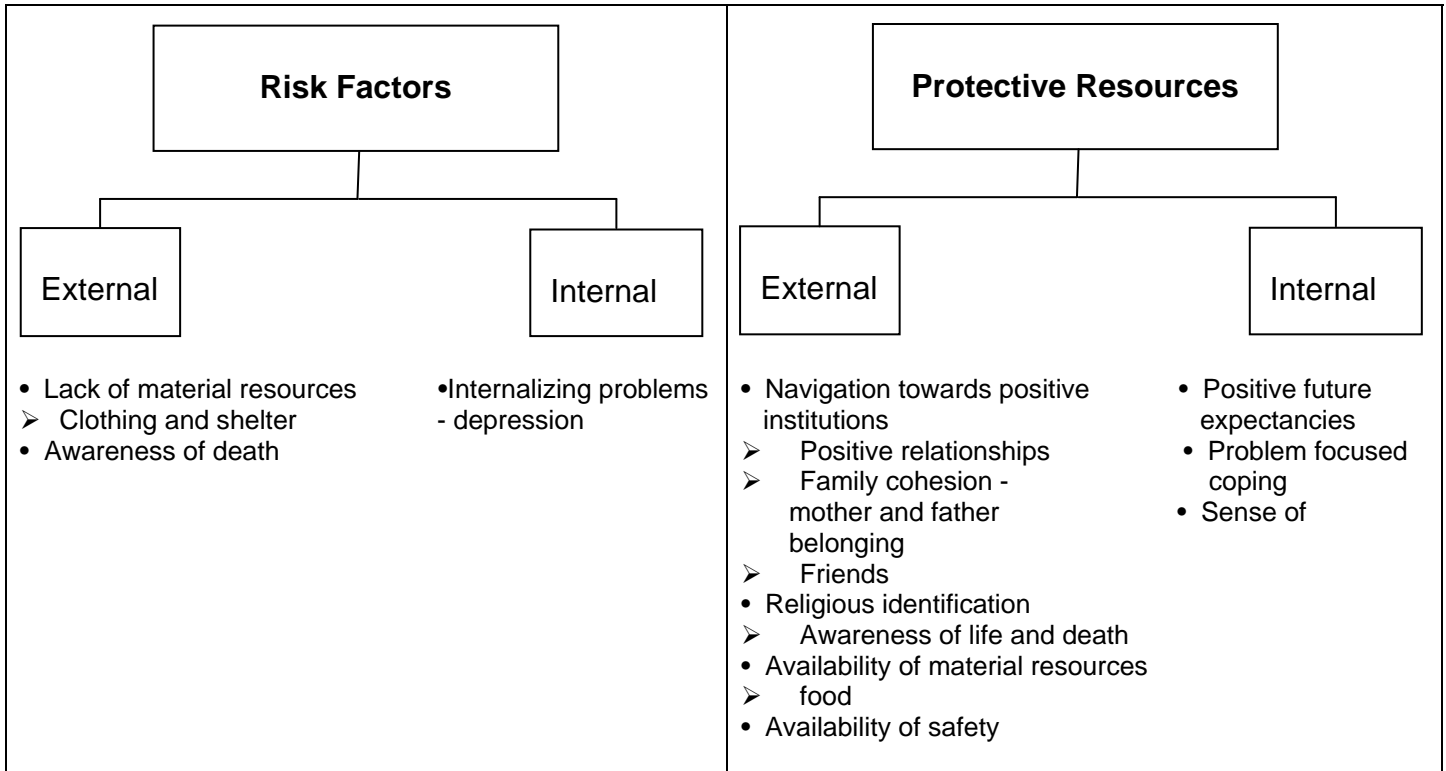 Risk Factors
External
Internal
• Lack of material resources
➢ Clothing and shelter
• Awareness of death
•Internalizing problems
- depression
Protective Resources
External
Internal
• Navigation towards positive
institutions
➢ Positive relationships
➢ Family cohesion -
mother and father
belonging
➢ Friends
• Religious identification
➢ Awareness of life and death
• Availability of material resources
➢ food
• Availability of safety
• Positive future
expectancies
• Problem focused
coping
• Sense of